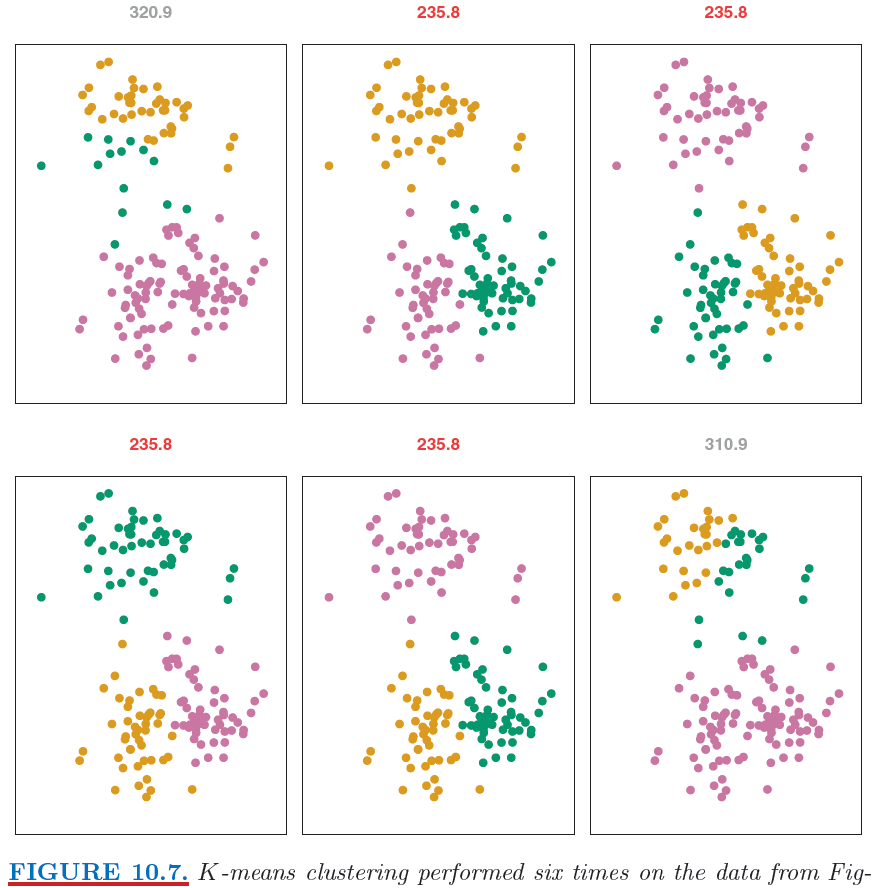 320.9 235.8 235.8
235.8 235.8 310.9
FIGURE 10.7. K-means clustering performed six times on the data from Fig-